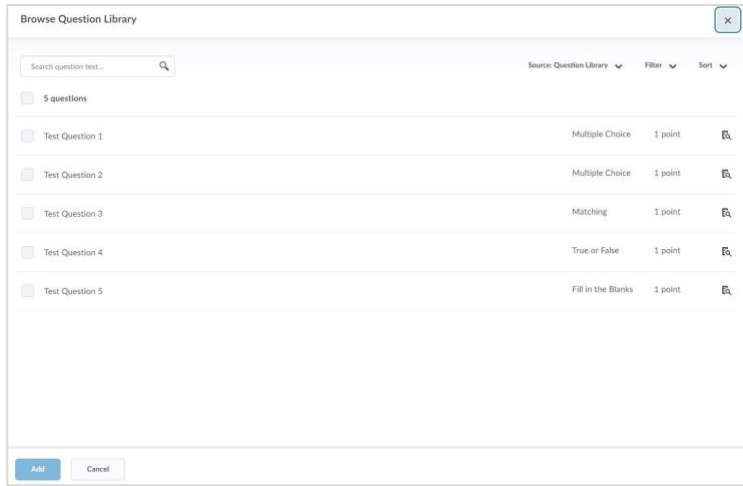 Browse Question Library
Search question text... Source: Question Library Filter Sort
5 questions
Test Question 1 Multiple Choice 1 point
Test Question 2 Multiple Choice 1 point
Test Question 3 Matching 1 point
Test Question 4 True or False 1 point
Test Question 5 Fill in the Blanks 1 point
Add Cancel